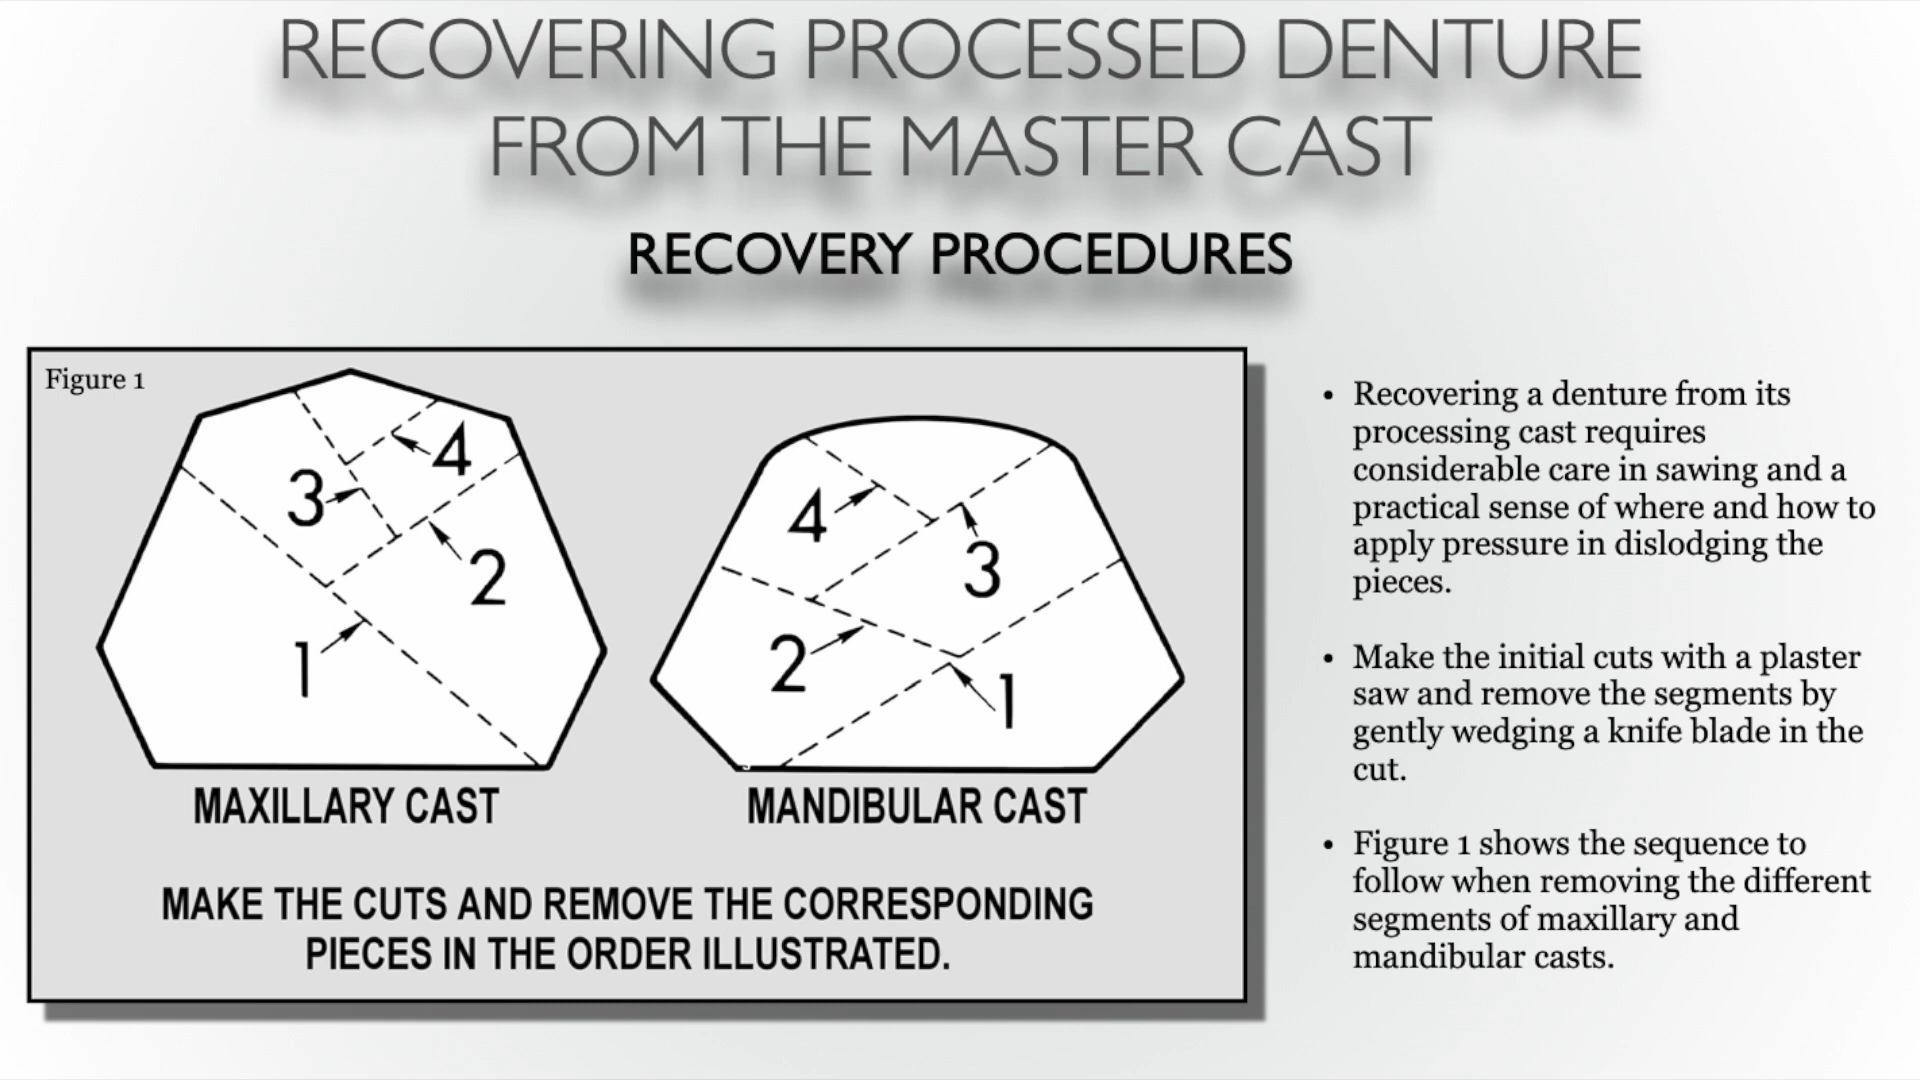 RECOVERING PROCESSED DENTURE
FROM THE MASTER CAST
RECOVERY PROCEDURES
Figure 1
3
4
2
1
MAXILLARY CAST
4
3
2
1
MANDIBULAR CAST
MAKE THE CUTS AND REMOVE THE CORRESPONDING
PIECES IN THE ORDER ILLUSTRATED.
• Recovering a denture from its
processing cast requires
considerable care in sawing and a
practical sense of where and how to
apply pressure in dislodging the
pieces.
• Make the initial cuts with a plaster
saw and remove the segments by
gently wedging a knife blade in the
cut.
• Figure 1 shows the sequence to
follow when removing the different
segments of maxillary and
mandibular casts.